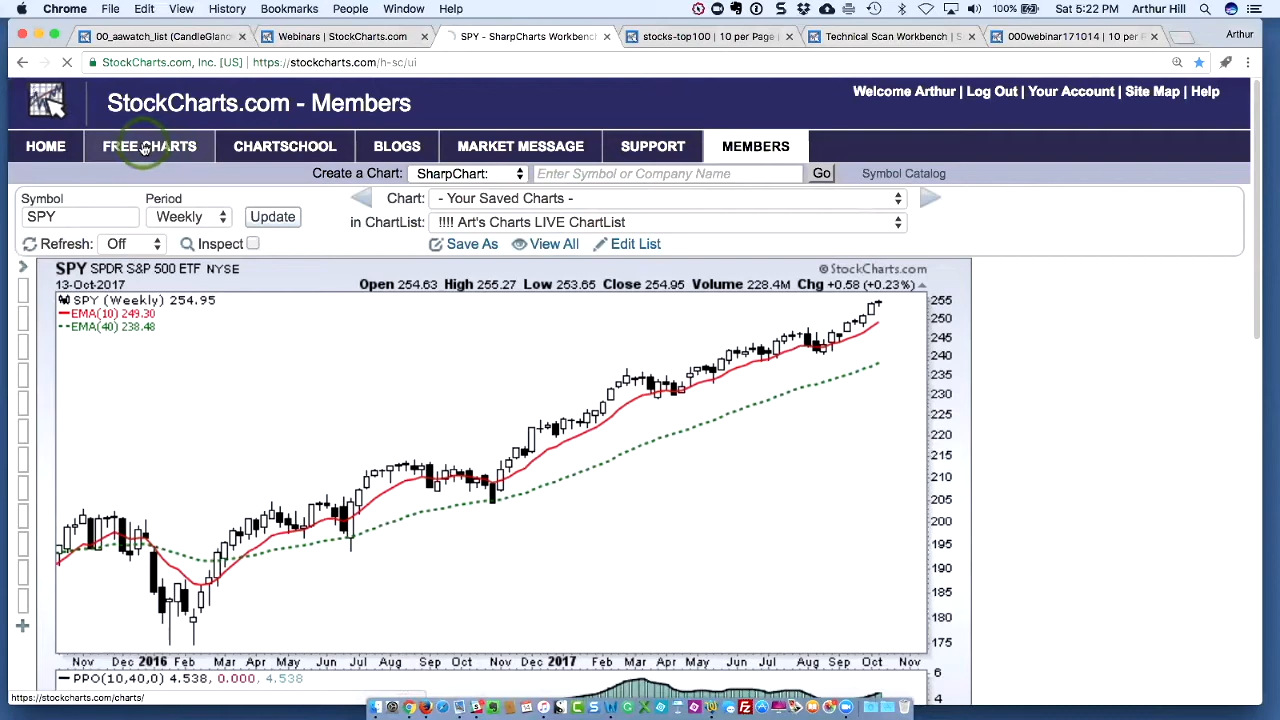 Chrome File Edit View History Bookmarks People Window Help 100% Sat 5:22 PM Arthur Hill
00_aawatch_list (CandleGlanc × Webinars | StockCharts.com × SPY - SharpCharts Workbench × stocks-top100 | 10 per Page | × Technical Scan Workbench | S × 000webinar171014 | 10 per P × Arthur
StockCharts.com, Inc. [US] | https://stockcharts.com/h-sc/ui
StockCharts.com - Members
Welcome Arthur | Log Out | Your Account | Site Map | Help
HOME FREE CHARTS CHARTSCHOOL BLOGS MARKET MESSAGE SUPPORT MEMBERS
Create a Chart: SharpChart: Enter Symbol or Company Name Go Symbol Catalog
Symbol Period Chart: - Your Saved Charts -
SPY Weekly Update in ChartList: !!!! Art's Charts LIVE ChartList
Refresh: Off Inspect Save As View All Edit List
SPY SPDR S&P 500 ETF NYSE ©StockCharts.com
13-Oct-2017 Open 254.63 High 255.27 Low 253.65 Close 254.95 Volume 228.4M Chg +0.58 (+0.23%)
SPY (Weekly) 254.95
EMA(10) 249.30
EMA(40) 238.48
255
250
245
240
235
230
225
220
215
210
205
200
195
190
185
180
175
Nov Dec 2016 Feb Mar Apr May Jun Jul Aug Sep Oct Nov Dec 2017 Feb Mar Apr May Jun Jul Aug Sep Oct Nov
PPO(10,40,0) 4.538, 0.000, 4.538
6
4
https://stockcharts.com/charts/